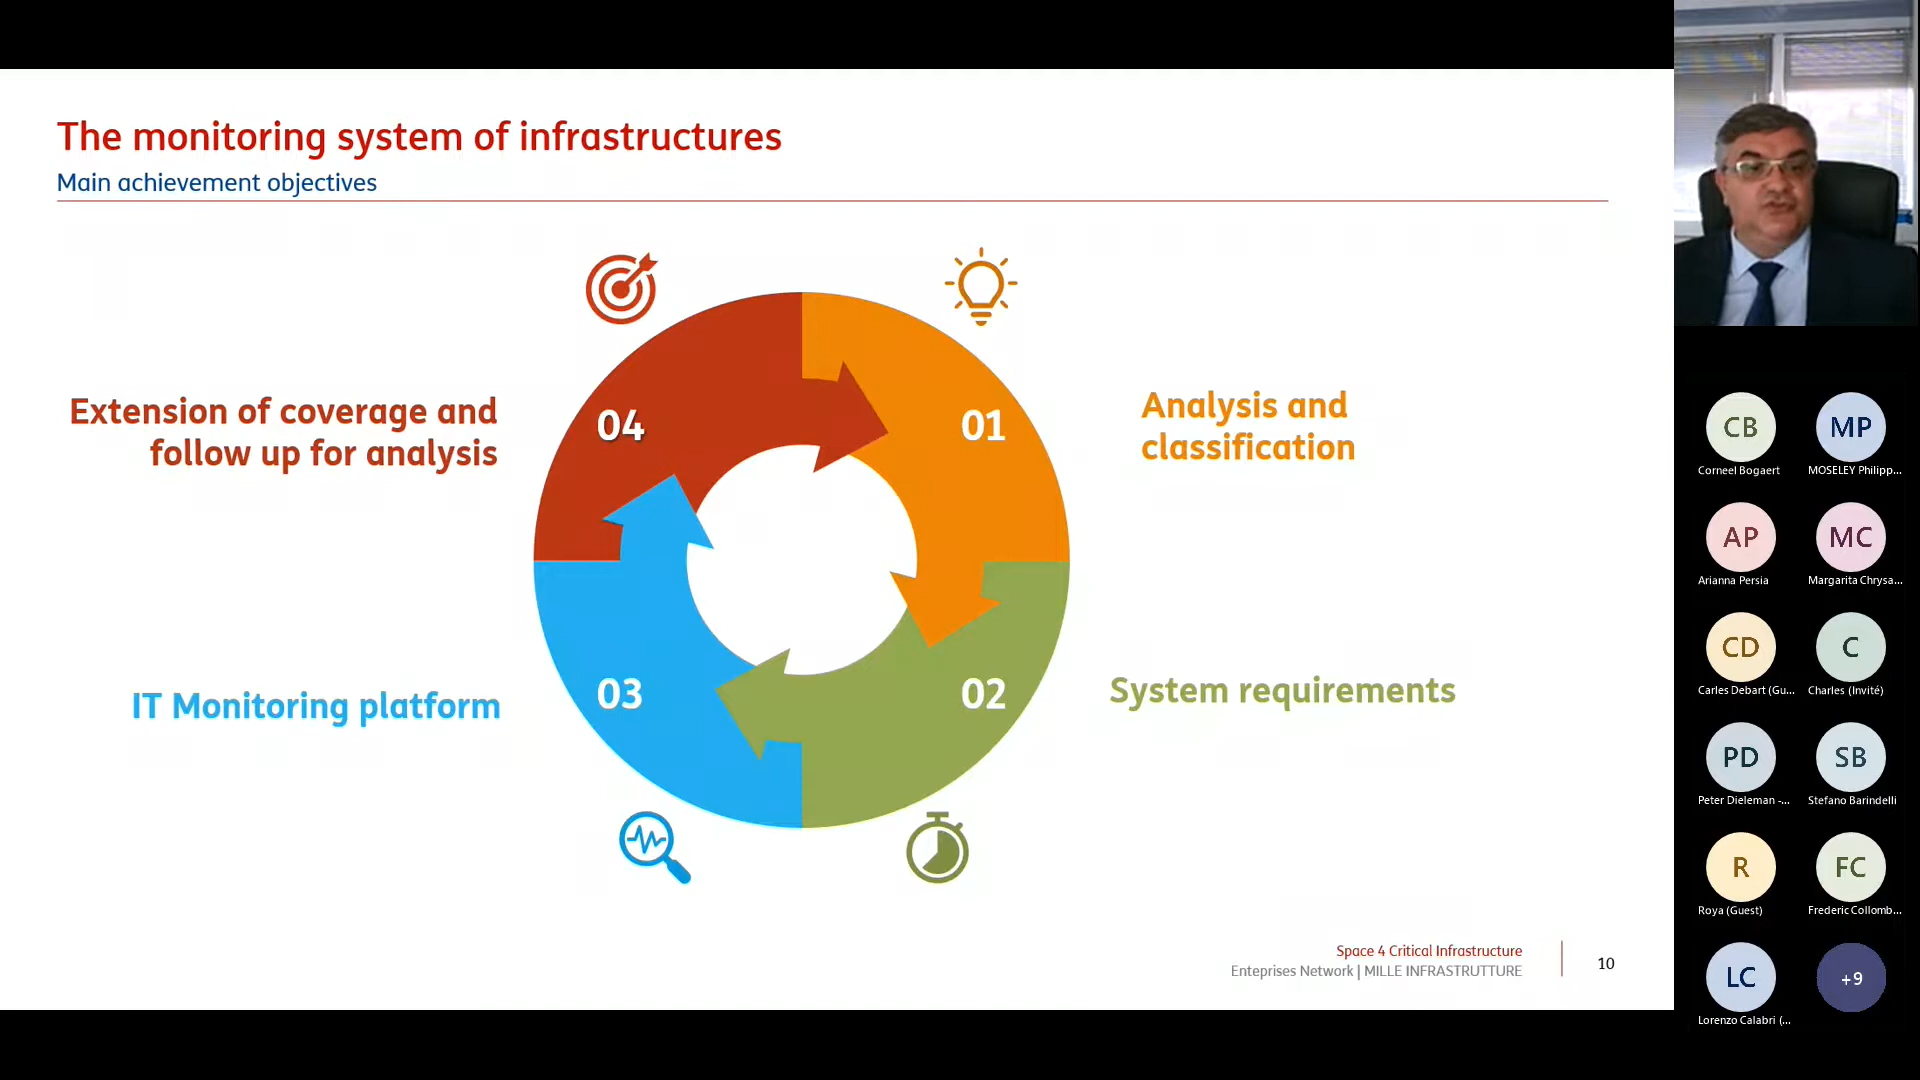 The monitoring system of infrastructures
Main achievement objectives
04
01
Extension of coverage and
follow up for analysis
Analysis and
classification
03
02
IT Monitoring platform
System requirements
Space 4 Critical Infrastructure
Enteprises Network | MILLE INFRASTRUTTURE
10
CB
MP
Corneel Bogaert
MOSELEY Philipp...
AP
MC
Arianna Persia
Margarita Chrysa...
CD
C
Carles Debart (Gu...
Charles (Invité)
PD
SB
Peter Dieleman -...
Stefano Barindelli
R
FC
Roya (Guest)
Frederic Collomb...
LC
+9
Lorenzo Calabri (...